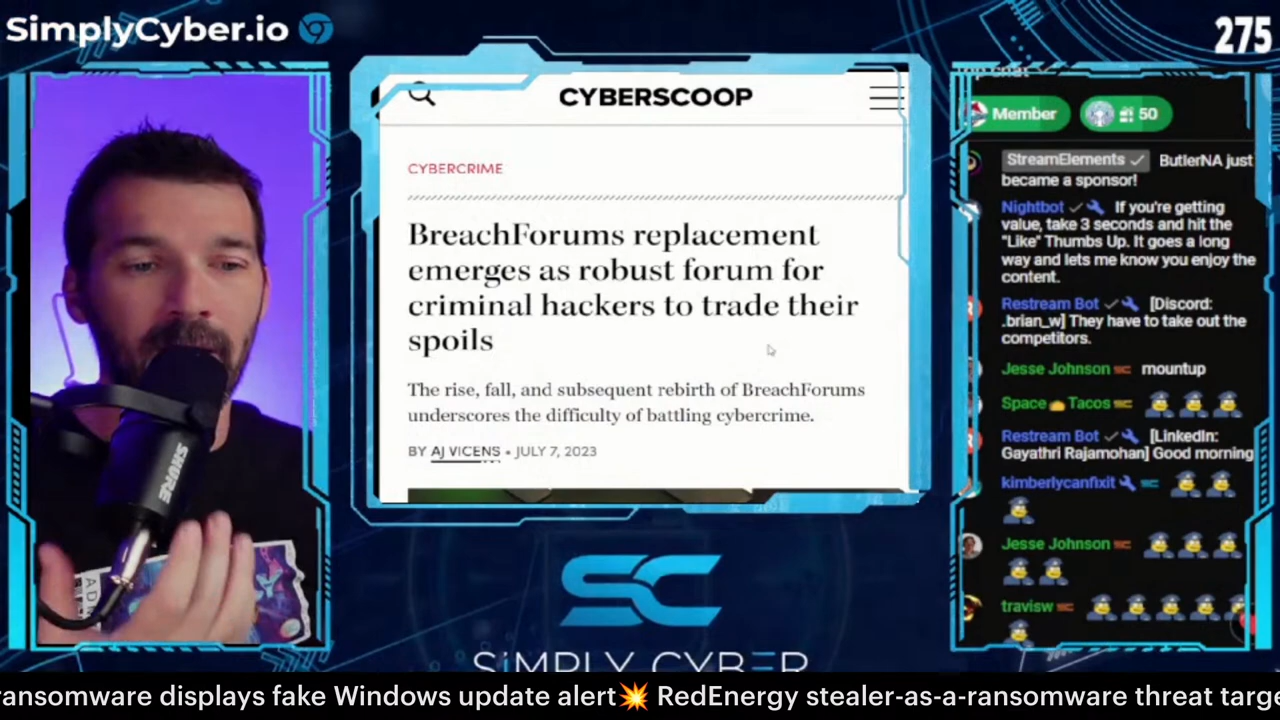 SimplyCyber.io
275
CYBERSCOOP
CYBERCRIME
BreachForums replacement
emerges as robust forum for
criminal hackers to trade their
spoils
The rise, fall, and subsequent rebirth of BreachForums
underscores the difficulty of battling cybercrime.
BY AJ VICENS • JULY 7, 2023
Member
50
StreamElements ButlerNA just
became a sponsor!
Nightbot If you're getting
value, take 3 seconds and hit the
"Like" Thumbs Up. It goes a long
way and lets me know you enjoy the
content.
Restream Bot [Discord:
.brian_w] They have to take out the
competitors.
Jesse Johnson mountup
Space Tacos
Restream Bot [LinkedIn:
Gayathri Rajamohan] Good morning
kimberlycanfixit
Jesse Johnson
travisw
SHURE
SC
SIMPLY CYBER
ansomware displays fake Windows update alert💥 RedEnergy stealer-as-a-ransomware threat targe